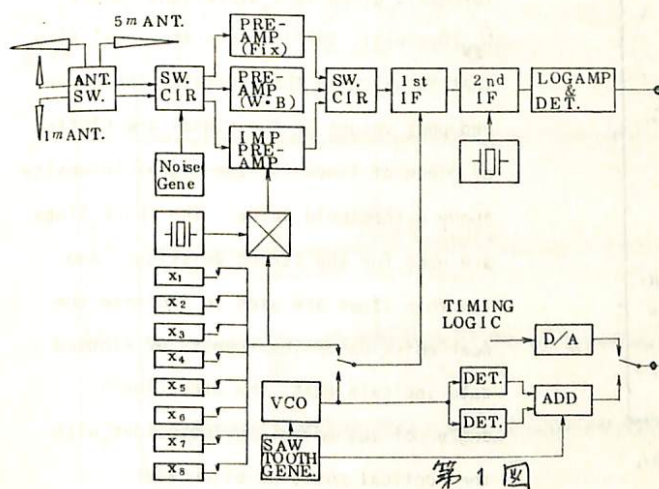 5m ANT.
1m ANT.
ANT.
SW.
SW.
CIR
PRE-
AMP
(Fix)
PRE-
AMP
(W·B)
IMP
PRE-
AMP
SW.
CIR
1st
IF
2nd
IF
LOGAMP
&
DET.
Noise
Gene
X1
X2
X3
X4
X5
X6
X7
X8
VCO
SAW
TOOTH
GENE.
TIMING
LOGIC
DET.
DET.
ADD
D/A
第1図